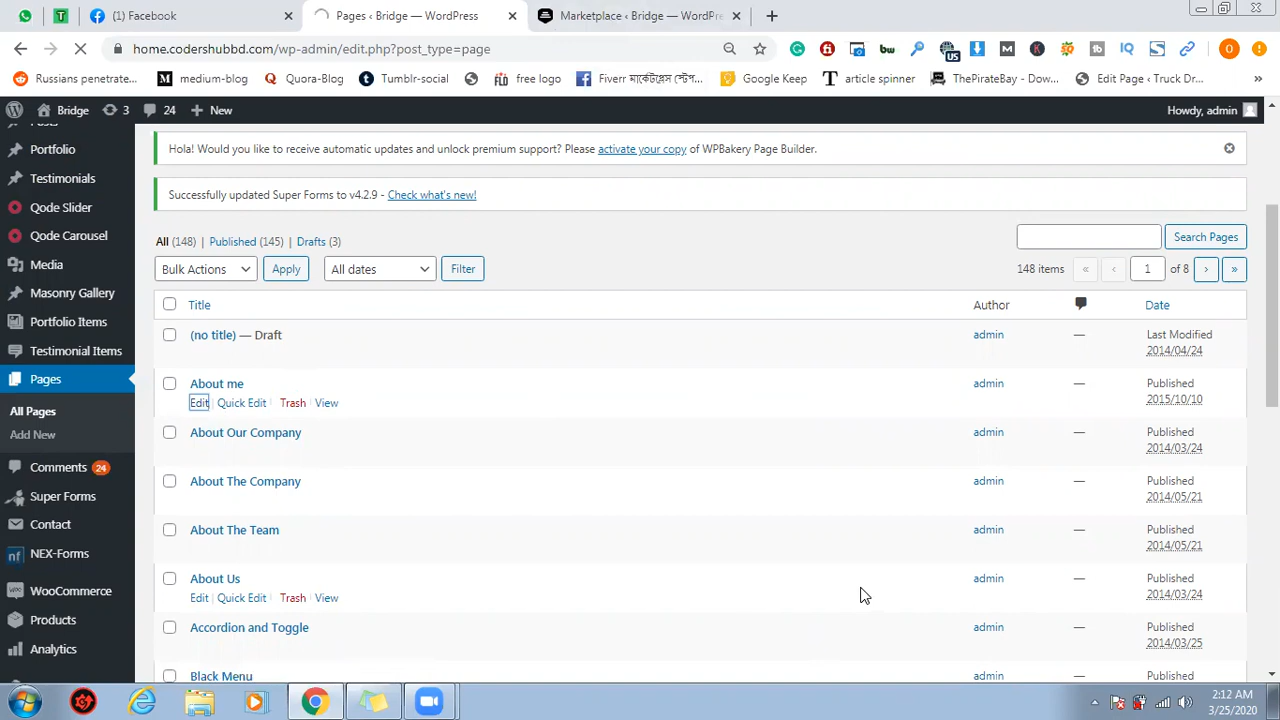 (1) Facebook
Pages ‹ Bridge — WordPress
Marketplace ‹ Bridge — WordPre
home.codershubbd.com/wp-admin/edit.php?post_type=page
Russians penetrate...
medium-blog
Quora-Blog
Tumblr-social
free logo
Fiverr মার্কেটপ্লেস স্টেপ...
Google Keep
article spinner
ThePirateBay - Dow...
Edit Page ‹ Truck Dr...
»
Bridge
3
24
New
Howdy, admin
Posts
Portfolio
Testimonials
Qode Slider
Qode Carousel
Media
Masonry Gallery
Portfolio Items
Testimonial Items
Pages
All Pages
Add New
Comments 24
Super Forms
Contact
NEX-Forms
WooCommerce
Products
Analytics
Hola! Would you like to receive automatic updates and unlock premium support? Please activate your copy of WPBakery Page Builder.
Successfully updated Super Forms to v4.2.9 - Check what's new!
All (148) | Published (145) | Drafts (3)
Search Pages
Bulk Actions
Apply
All dates
Filter
148 items « ‹ 1 of 8 › »
Title
Author
Date
(no title) — Draft
admin
—
Last Modified
2014/04/24
About me
admin
—
Published
2015/10/10
Edit | Quick Edit | Trash | View
About Our Company
admin
—
Published
2014/03/24
About The Company
admin
—
Published
2014/05/21
About The Team
admin
—
Published
2014/05/21
About Us
admin
—
Published
2014/03/24
Edit | Quick Edit | Trash | View
Accordion and Toggle
admin
—
Published
2014/03/25
Black Menu
admin
—
Published
2:12 AM
3/25/2020